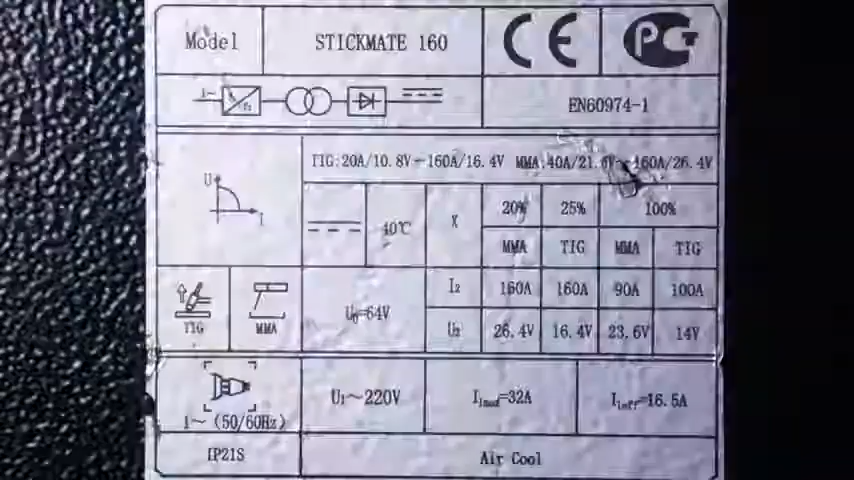 Model STICKMATE 160 CE PG
1~ EN60974-1
TIG:20A/10.8V~160A/16.4V MMA:40A/21.6V~160A/26.4V
U I
40℃ X 20% 25% 100%
MMA TIG MMA TIG
TIG MMA U0=64V I2 160A 160A 90A 100A
U2 26.4V 16.4V 23.6V 14V
1~ (50/60Hz) U1~220V I1max=32A I1eff=16.5A
IP21S Air Cool